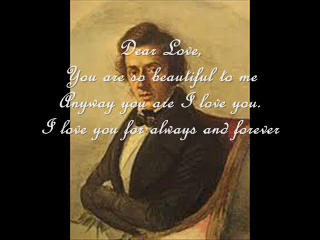 Dear Love,
You are so beautiful to me
Anyway you are I love you.
I love you for always and forever